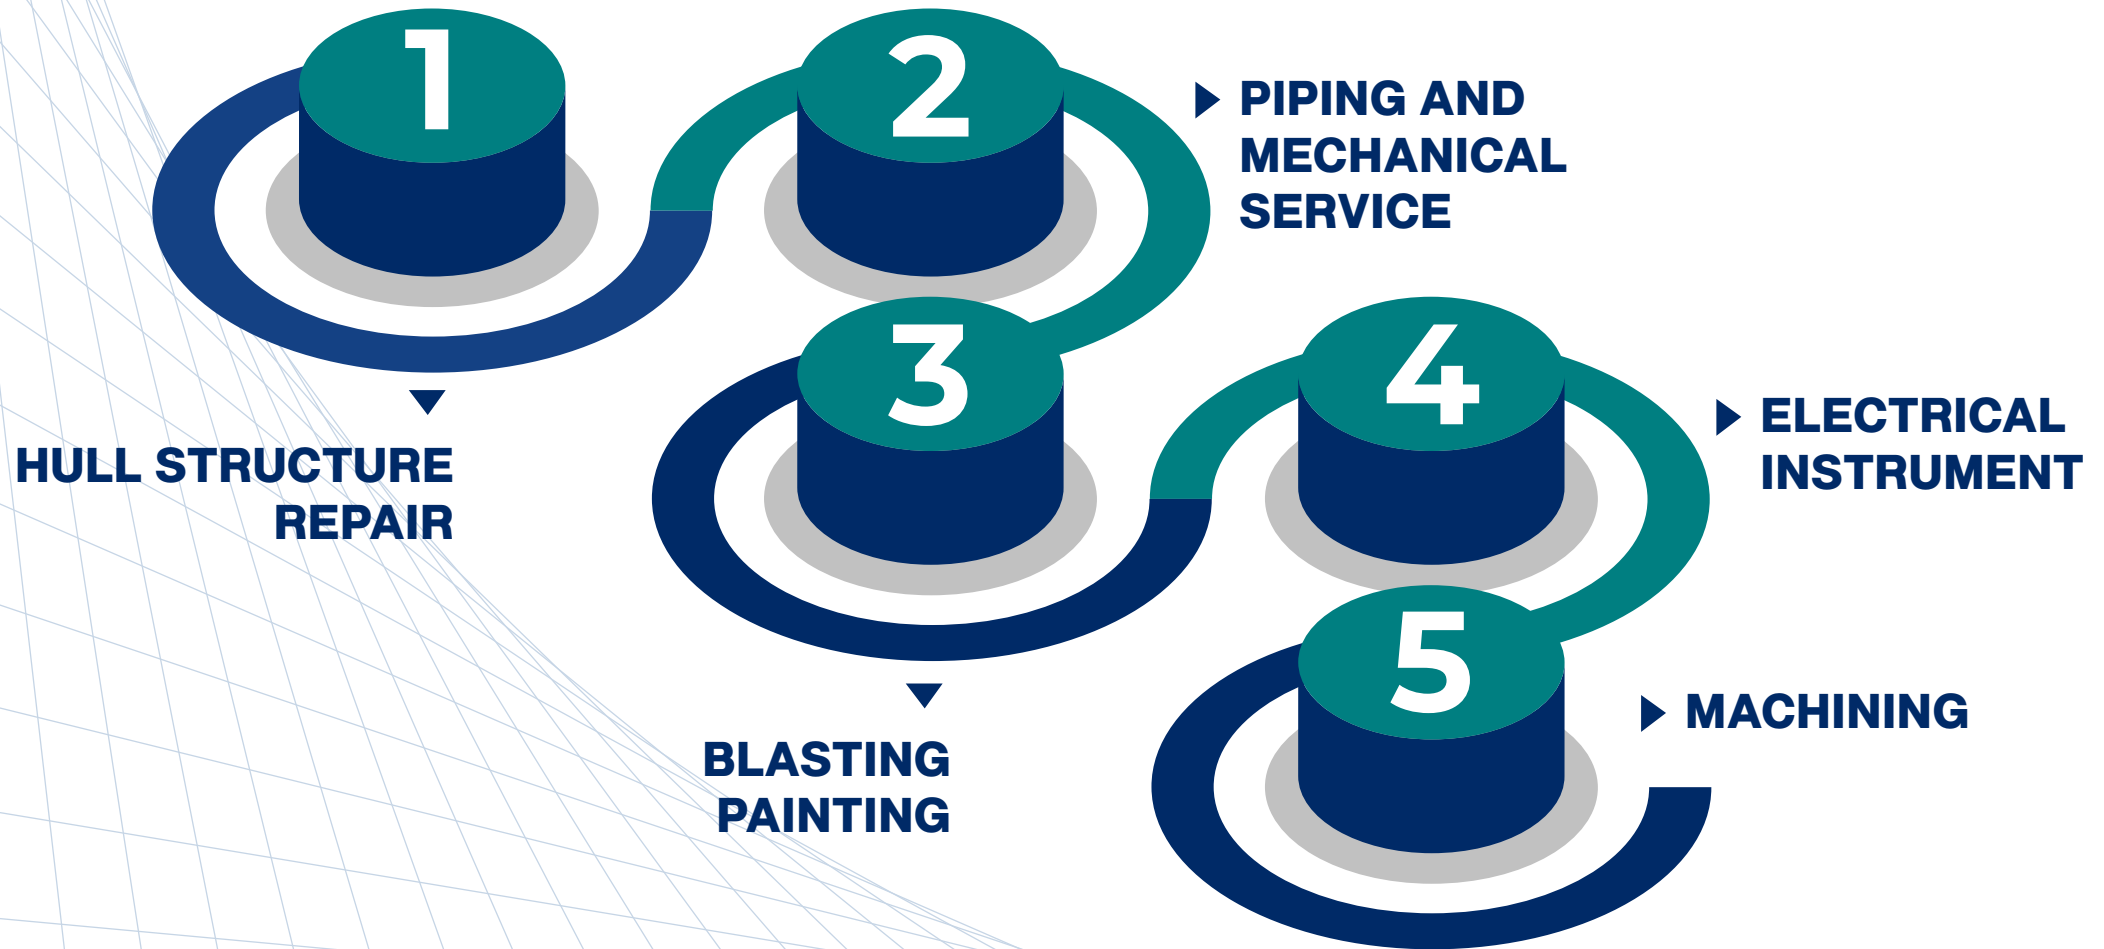 1
HULL STRUCTURE
REPAIR
2
PIPING AND
MECHANICAL
SERVICE
3
BLASTING
PAINTING
4
ELECTRICAL
INSTRUMENT
5
MACHINING